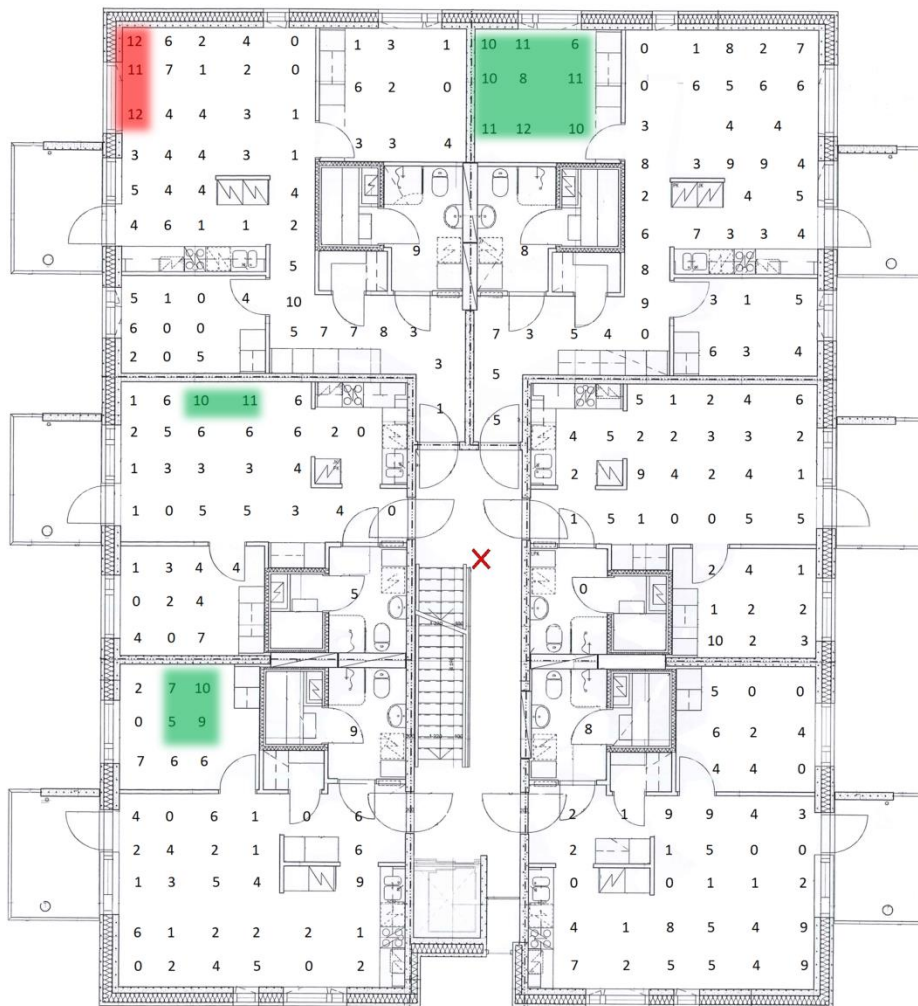 12 6 2 4 0 1 3 1 10 11 6 0 1 8 2 7
11 7 1 2 0 6 2 0 10 8 11 0 6 5 6 6
12 4 4 3 1 3 3 4 11 12 10 3 4 4
3 4 4 3 1 8 3 9 9 4
5 4 4 4 2 4 5
4 6 1 1 2 9 8 6 7 3 3 4
5 8
5 1 0 4 10 9 3 1 5
6 0 0 5 7 7 8 3 7 3 5 4 0
2 0 5 3 5 6 3 4
1 6 10 11 6 1 5 5 1 2 4 6
2 5 6 6 6 2 0 4 5 2 2 3 3 2
1 3 3 3 4 2 9 4 2 4 1
1 0 5 5 3 4 0 1 5 1 0 0 5 5
1 3 4 4 2 4 1
0 2 4 5 0 1 2 2
4 0 7 10 2 3
2 7 10 5 0 0
0 5 9 9 8 6 2 4
7 6 6 4 4 0
4 0 6 1 0 6 2 1 9 9 4 3
2 4 2 1 6 2 1 5 0 0
1 3 5 4 9 0 0 1 1 2
6 1 2 2 2 1 4 1 8 5 4 9
0 2 4 5 0 2 7 2 5 5 4 9